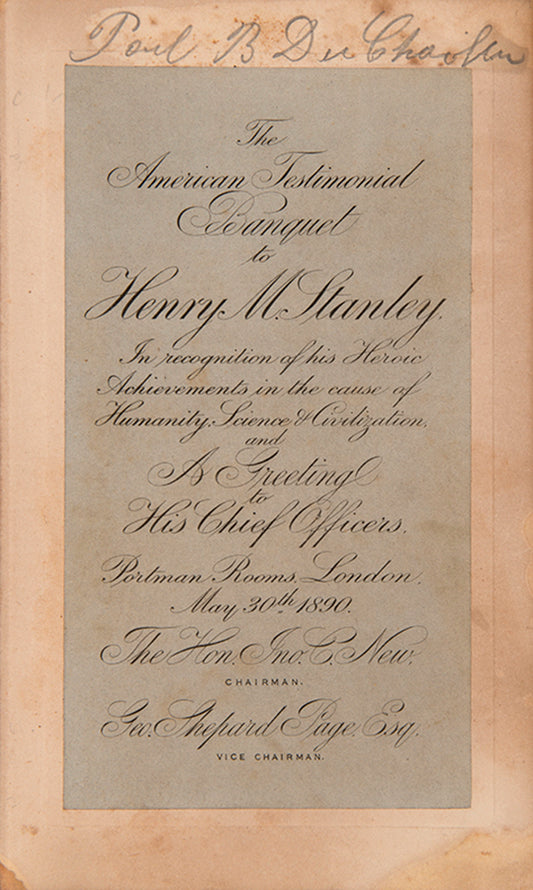 Paul B Du Chaillu
The
American Testimonial
Banquet
to
Henry M. Stanley.
In recognition of his Heroic
Achievements in the cause of
Humanity, Science & Civilization,
and
A Greeting
to
His Chief Officers.
Portman Rooms, London,
May 30th 1890.
The Hon. Jno. C. New,
CHAIRMAN.
Geo. Shepard Page, Esq.
VICE CHAIRMAN.